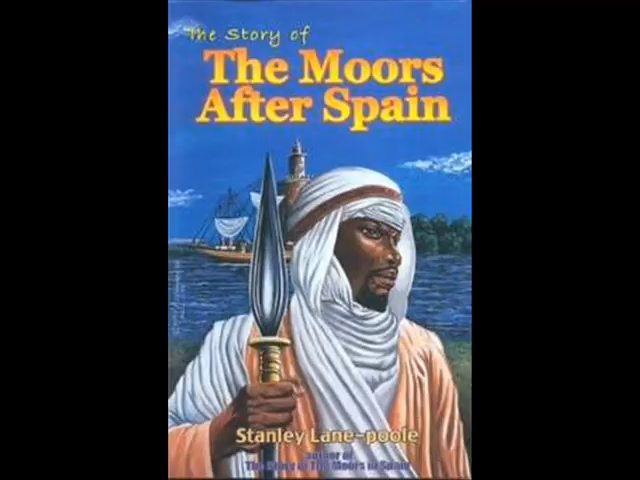 The Story of
The Moors
After Spain
Stanley Lane-poole
author of
The Story of The Moors in Spain